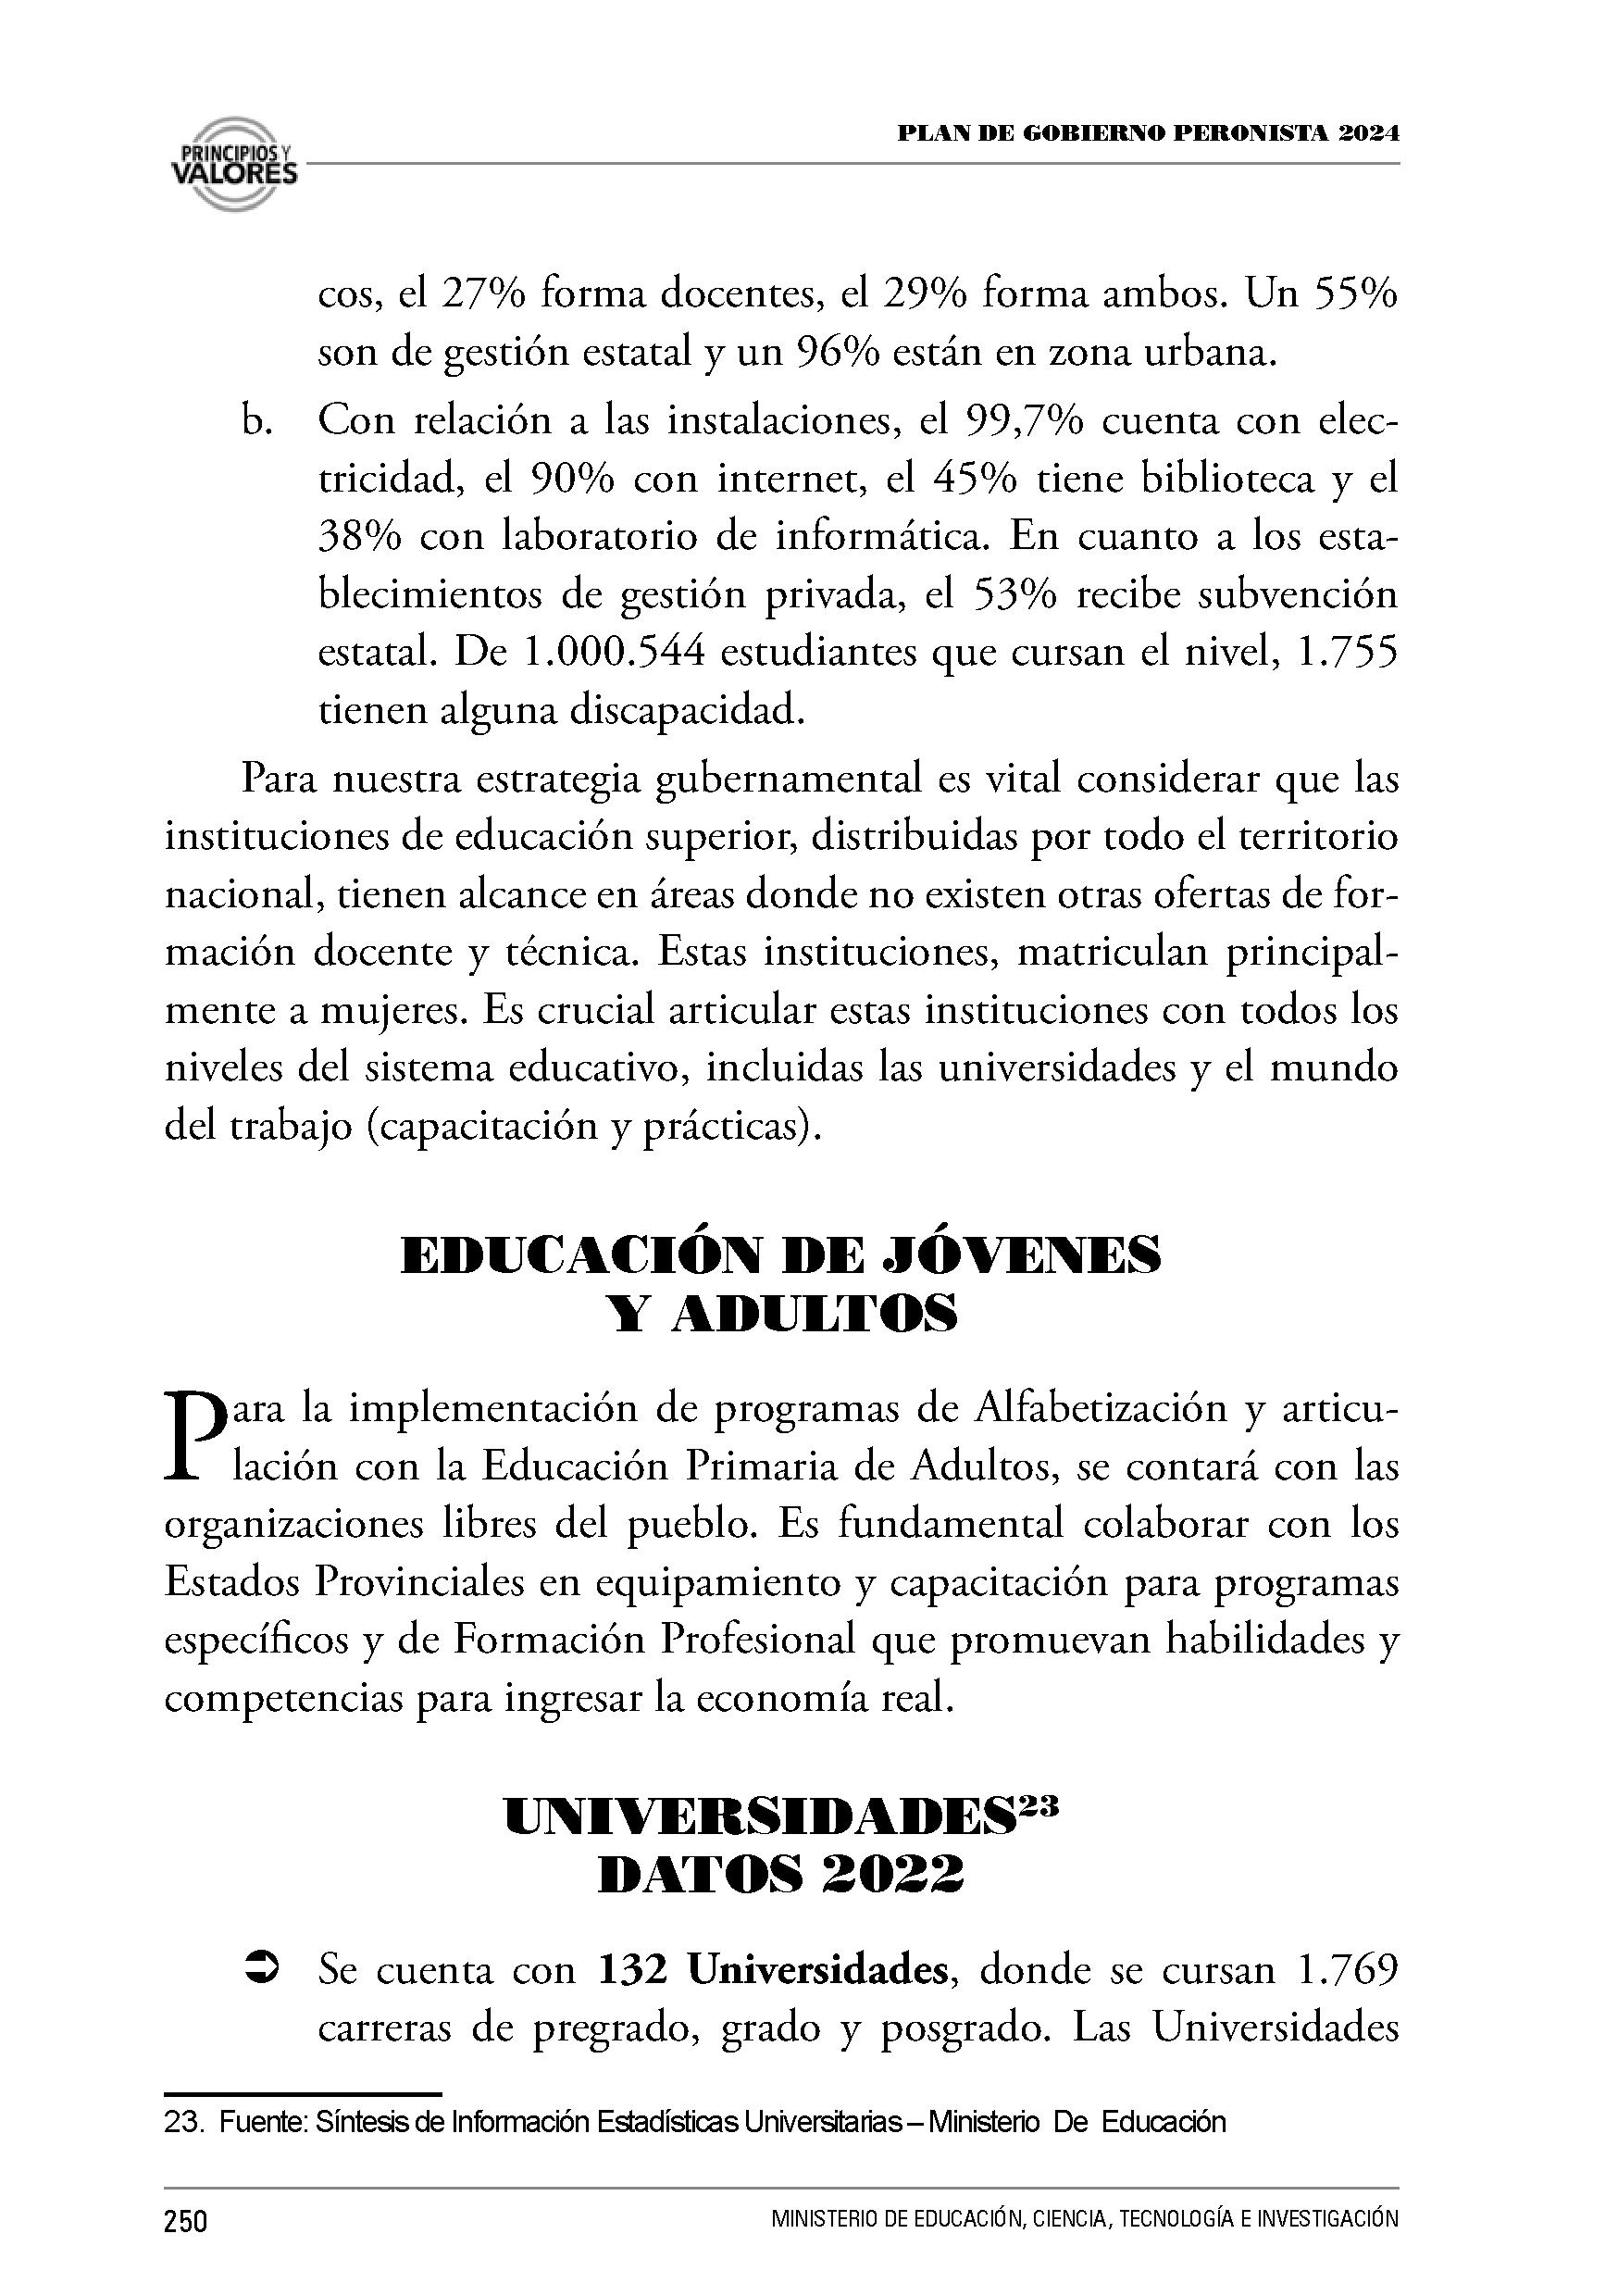 PRINCIPIOS Y
VALORES
PLAN DE GOBIERNO PERONISTA 2024
cos, el 27% forma docentes, el 29% forma ambos. Un 55%
son de gestión estatal y un 96% están en zona urbana.
b. Con relación a las instalaciones, el 99,7% cuenta con elec-
tricidad, el 90% con internet, el 45% tiene biblioteca y el
38% con laboratorio de informática. En cuanto a los esta-
blecimientos de gestión privada, el 53% recibe subvención
estatal. De 1.000.544 estudiantes que cursan el nivel, 1.755
tienen alguna discapacidad.
Para nuestra estrategia gubernamental es vital considerar que las
instituciones de educación superior, distribuidas por todo el territorio
nacional, tienen alcance en áreas donde no existen otras ofertas de for-
mación docente y técnica. Estas instituciones, matriculan principal-
mente a mujeres. Es crucial articular estas instituciones con todos los
niveles del sistema educativo, incluidas las universidades y el mundo
del trabajo (capacitación y prácticas).
EDUCACIÓN DE JÓVENES
Y ADULTOS
Para la implementación de programas de Alfabetización y articu-
lación con la Educación Primaria de Adultos, se contará con las
organizaciones libres del pueblo. Es fundamental colaborar con los
Estados Provinciales en equipamiento y capacitación para programas
específicos y de Formación Profesional que promuevan habilidades y
competencias para ingresar la economía real.
UNIVERSIDADES²³
DATOS 2022
➲ Se cuenta con 132 Universidades, donde se cursan 1.769
carreras de pregrado, grado y posgrado. Las Universidades
23. Fuente: Síntesis de Información Estadísticas Universitarias – Ministerio De Educación
250
MINISTERIO DE EDUCACIÓN, CIENCIA, TECNOLOGÍA E INVESTIGACIÓN